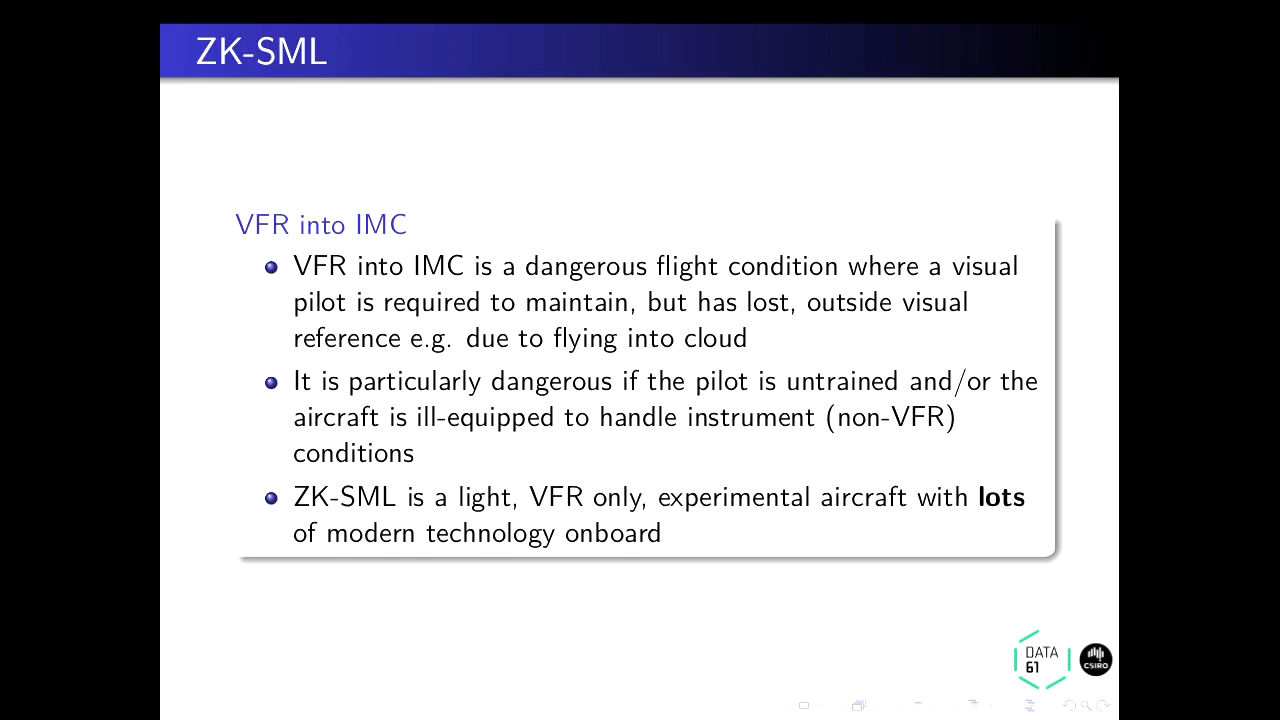 ZK-SML
VFR into IMC
VFR into IMC is a dangerous flight condition where a visual
pilot is required to maintain, but has lost, outside visual
reference e.g. due to flying into cloud
It is particularly dangerous if the pilot is untrained and/or the
aircraft is ill-equipped to handle instrument (non-VFR)
conditions
ZK-SML is a light, VFR only, experimental aircraft with lots
of modern technology onboard
DATA
61
CSIRO